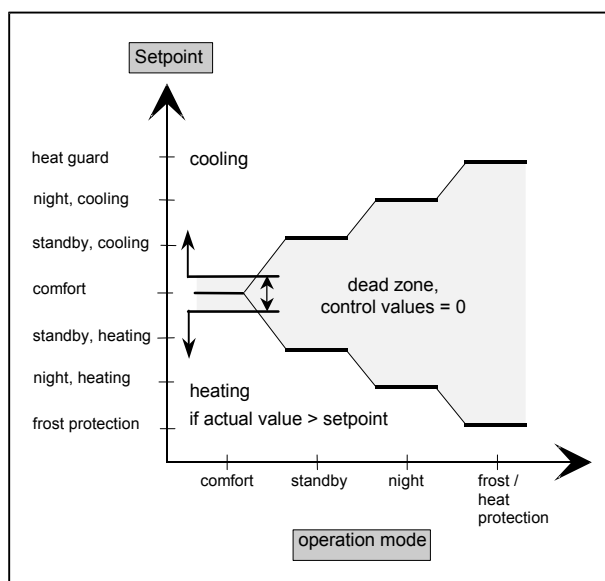 Setpoint
heat guard
cooling
night, cooling
standby, cooling
comfort
dead zone,
control values = 0
standby, heating
night, heating
heating
if actual value > setpoint
frost protection
comfort
standby
night
frost /
heat
protection
operation mode